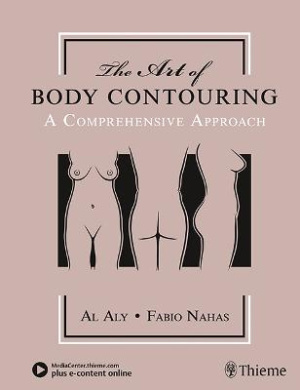 The Art of
BODY CONTOURING
A COMPREHENSIVE APPROACH
AL ALY • FABIO NAHAS
MediaCenter.thieme.com
plus e-content online
Thieme